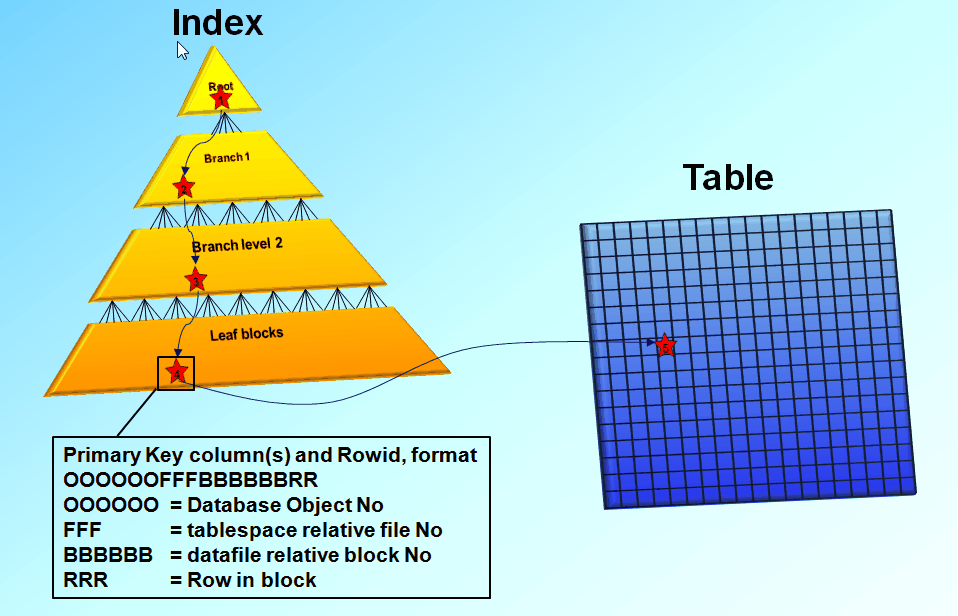 Index
Root
1
Branch 1
2
Table
Branch level 2
3
Leaf blocks
5
4
Primary Key column(s) and Rowid, format
OOOOOOFFFBBBBBBRR
OOOOOO = Database Object No
FFF = tablespace relative file No
BBBBBB = datafile relative block No
RRR = Row in block